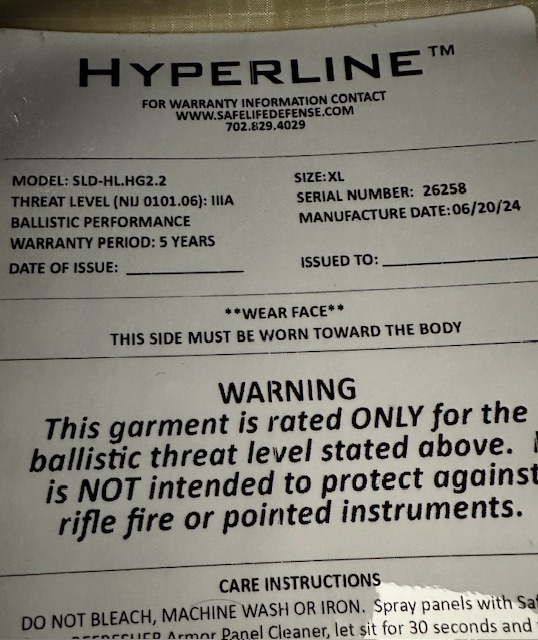 HYPERLINE™
FOR WARRANTY INFORMATION CONTACT
WWW.SAFELIFEDEFENSE.COM
702.829.4029
MODEL: SLD-HL.HG2.2
THREAT LEVEL (NIJ 0101.06): IIIA
BALLISTIC PERFORMANCE
WARRANTY PERIOD: 5 YEARS
DATE OF ISSUE:
SIZE:XL
SERIAL NUMBER: 26258
MANUFACTURE DATE:06/20/24
ISSUED TO:
**WEAR FACE**
THIS SIDE MUST BE WORN TOWARD THE BODY
WARNING
This garment is rated ONLY for the
ballistic threat level stated above.
is NOT intended to protect against
rifle fire or pointed instruments.
CARE INSTRUCTIONS
DO NOT BLEACH, MACHINE WASH OR IRON. Spray panels with
Armor Panel Cleaner, let sit for 30 seconds and